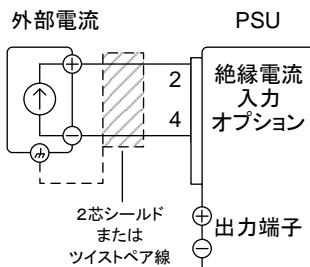 外部電流
PSU
2
4
絶縁電流
入力
オプション
2芯シールド
または
ツイストペア線
出力端子